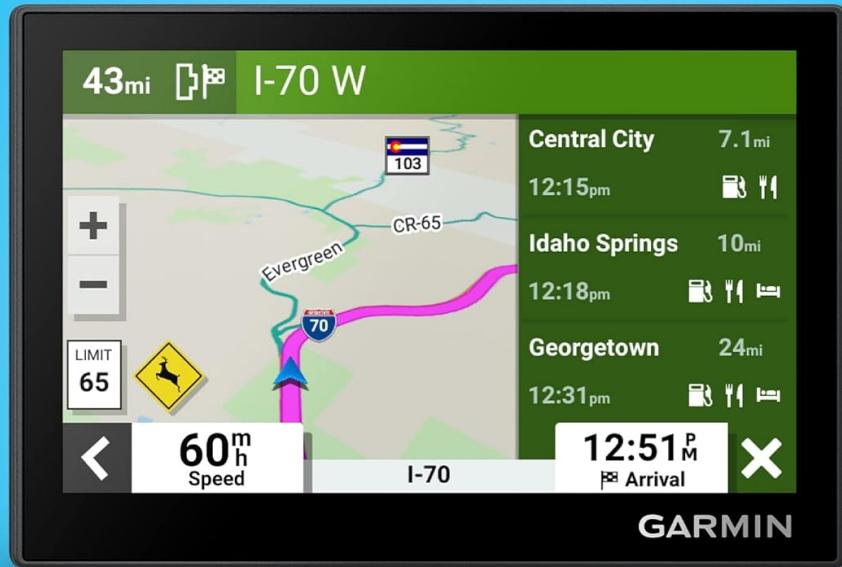 43mi I-70 W
103
CR-65
Evergreen
70
+
−
LIMIT
65
Central City 7.1mi
12:15pm
Idaho Springs 10mi
12:18pm
Georgetown 24mi
12:31pm
60mh
Speed
I-70
12:51PM
Arrival
GARMIN